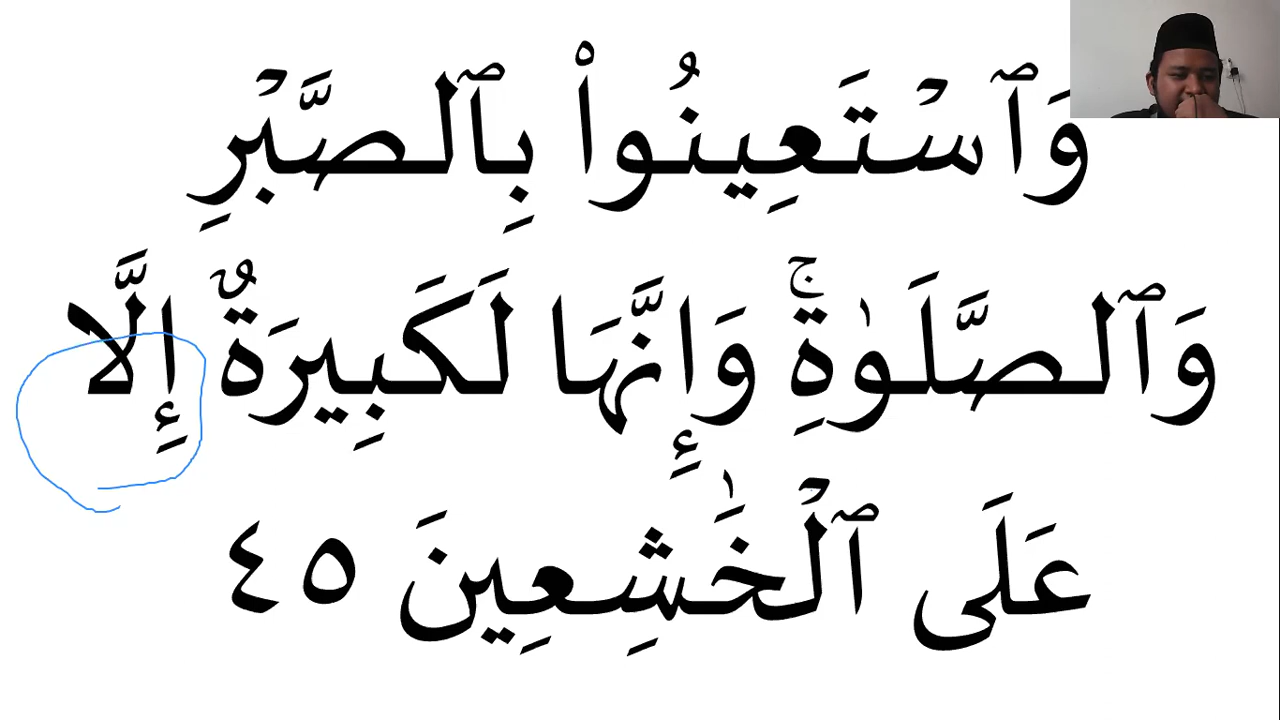 وَٱسْتَعِينُوا۟ بِٱلصَّبْرِ
وَٱلصَّلَوٰةِۚ وَإِنَّهَا لَكَبِيرَةٌ إِلَّا
عَلَى ٱلْخَٰشِعِينَ ٤٥